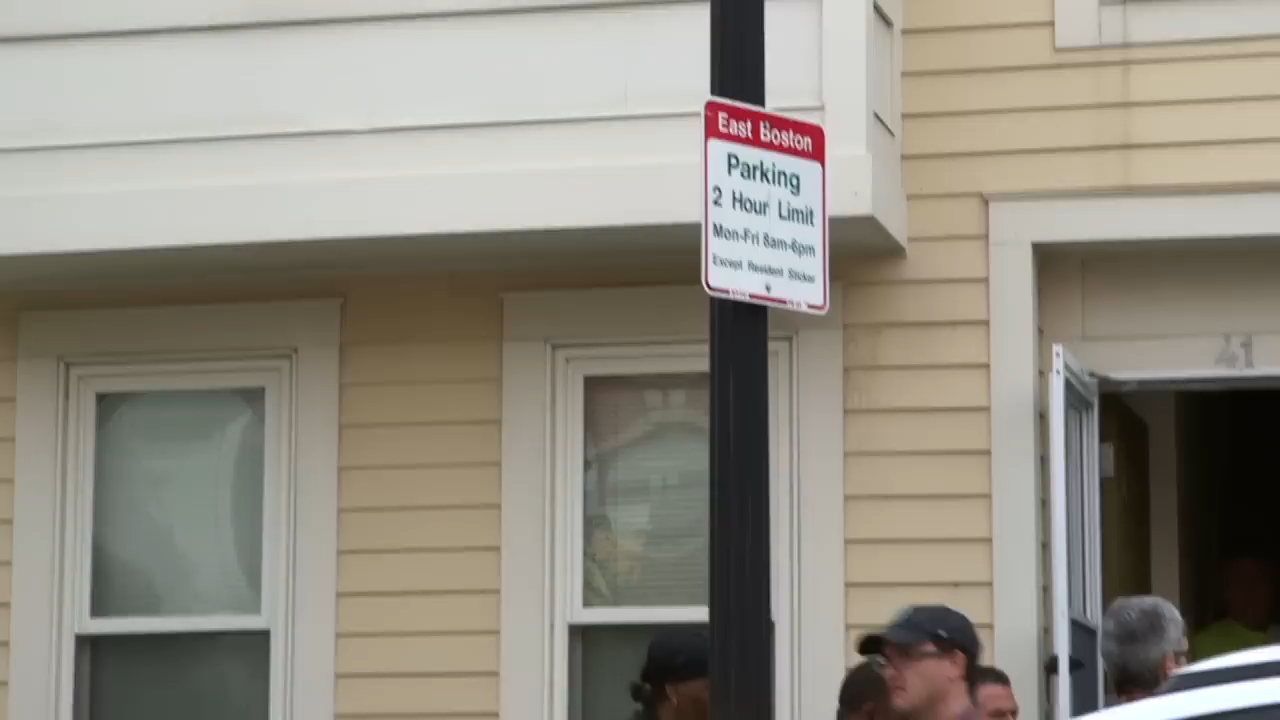 East Boston
Parking
2 Hour Limit
Mon-Fri 8am-6pm
Except Resident Sticker
41